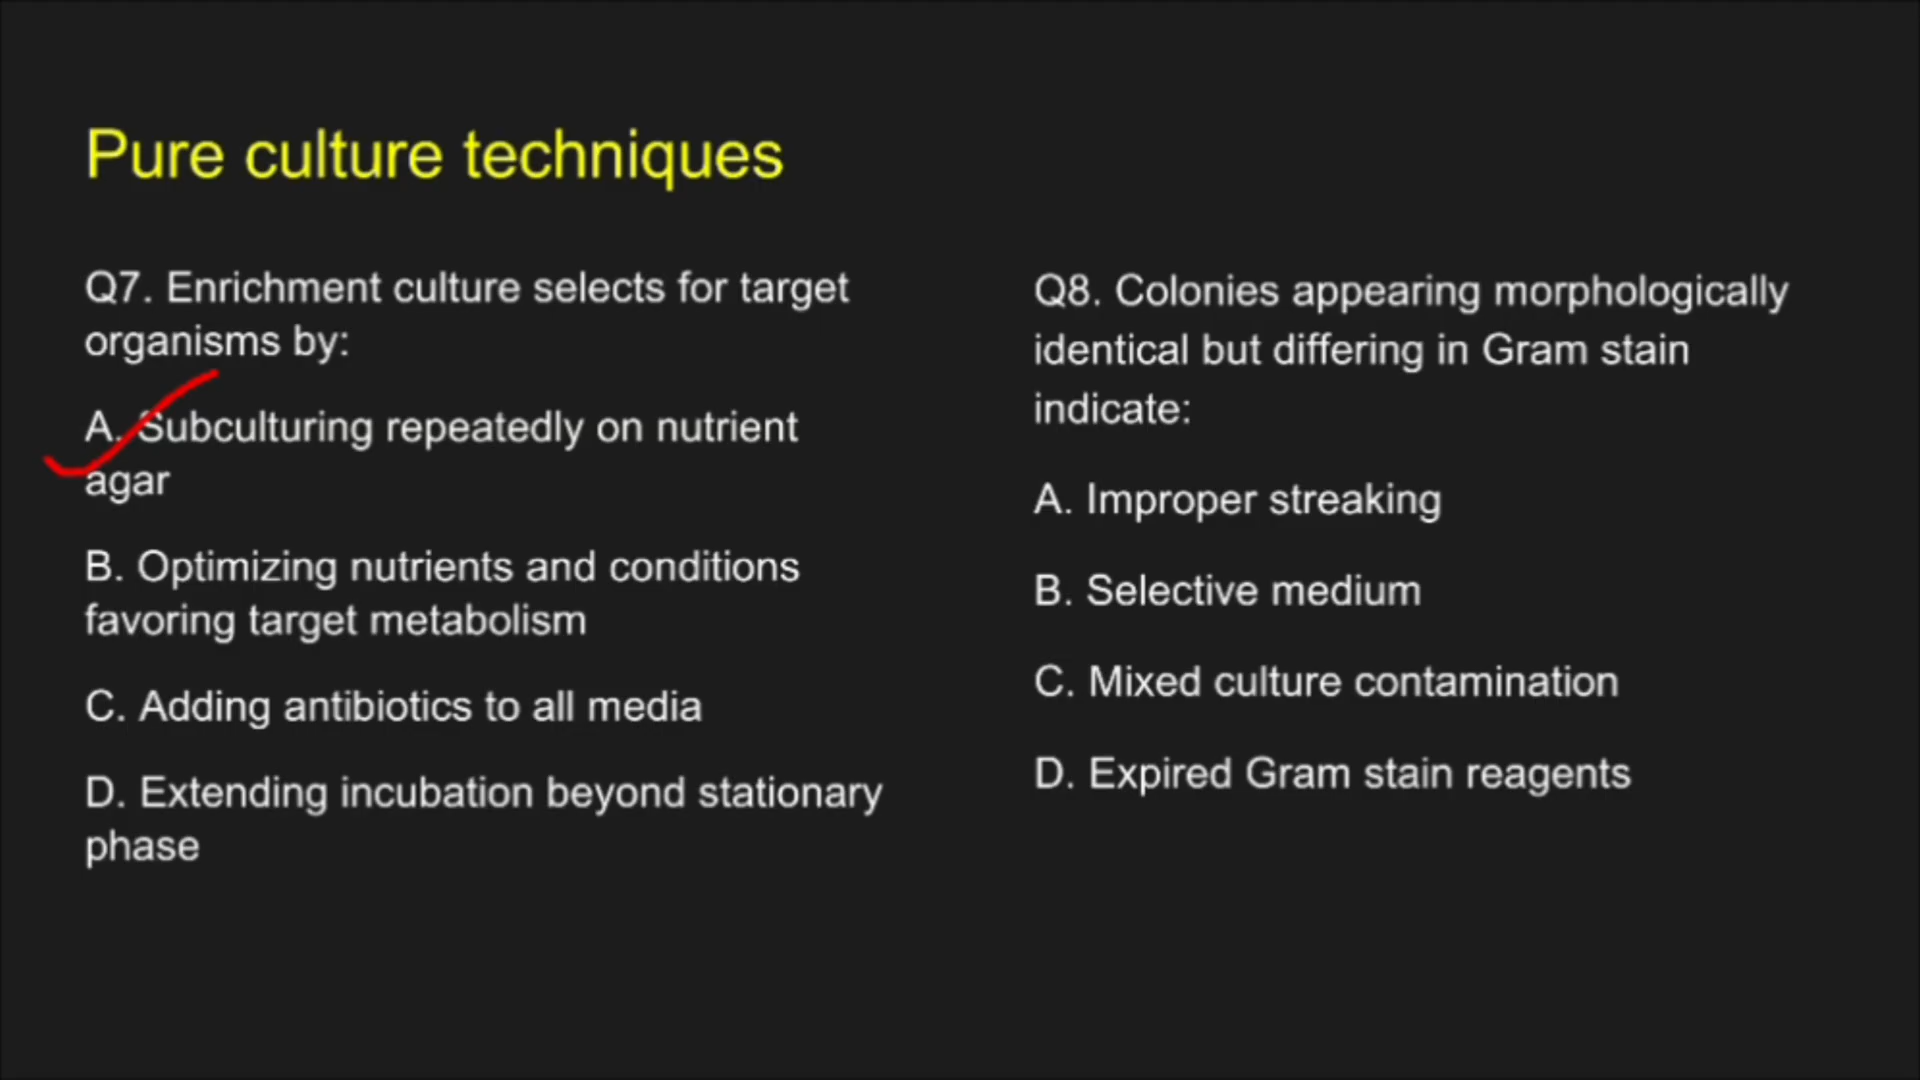 Pure culture techniques
Q7. Enrichment culture selects for target
organisms by:
A. Subculturing repeatedly on nutrient
agar
B. Optimizing nutrients and conditions
favoring target metabolism
C. Adding antibiotics to all media
D. Extending incubation beyond stationary
phase
Q8. Colonies appearing morphologically
identical but differing in Gram stain
indicate:
A. Improper streaking
B. Selective medium
C. Mixed culture contamination
D. Expired Gram stain reagents